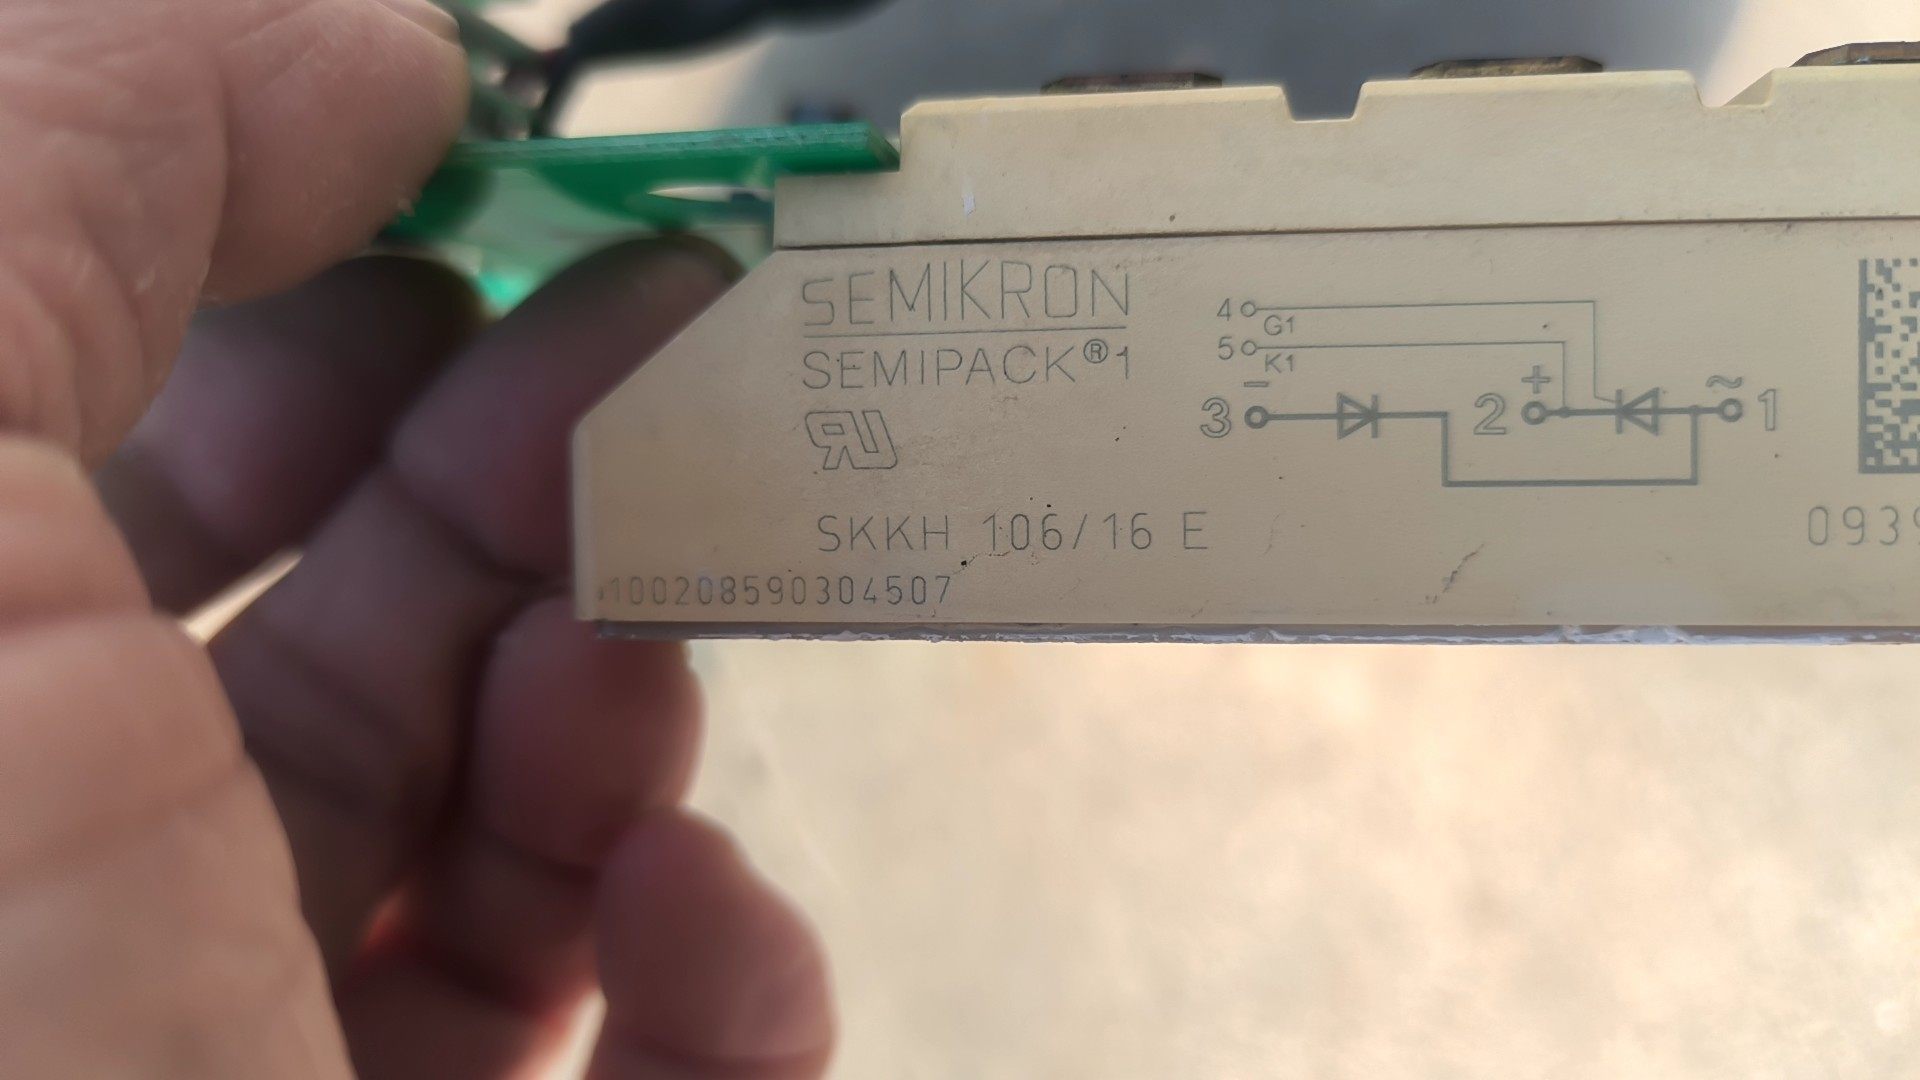 SEMIKRON
SEMIPACK®1
4 G1
5 K1
- + ~
3 2 1
SKKH 106/16 E
100208590304507